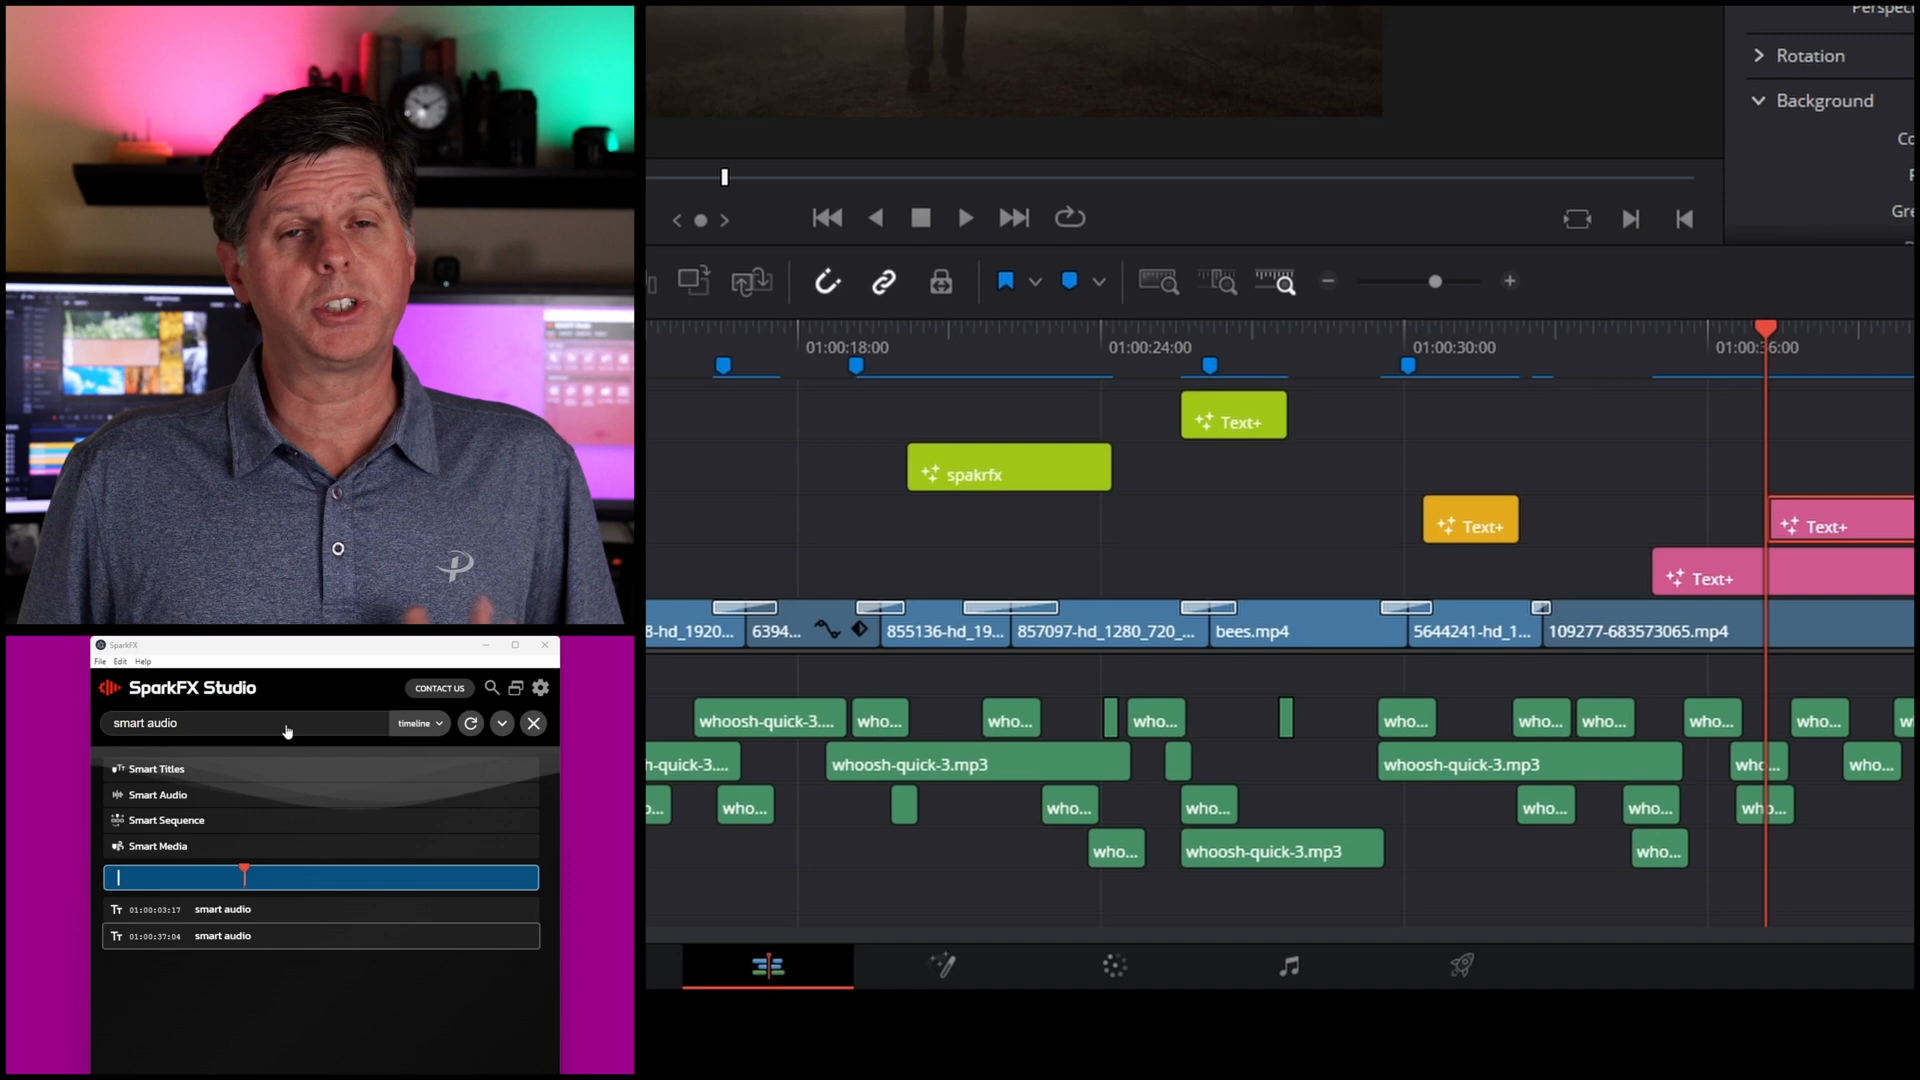 SparkFX
File Edit Help
SparkFX Studio
CONTACT US
smart audio
timeline
Smart Titles
Smart Audio
Smart Sequence
Smart Media
01:00:03:17 smart audio
01:00:37:04 smart audio
Perspect
Rotation
Background
Co
Gre
01:00:18:00 01:00:24:00 01:00:30:00 01:00:36:00
Text+
spakrfx
Text+ Text+
Text+
8-hd_1920... 6394... 855136-hd_19... 857097-hd_1280_720_... bees.mp4 5644241-hd_1... 109277-683573065.mp4
whoosh-quick-3.... who... who... who... who... who... who... who... who... w
h-quick-3.... whoosh-quick-3.mp3 whoosh-quick-3.mp3 who... who...
o... who... who... who... who... who... who...
who... whoosh-quick-3.mp3 who...